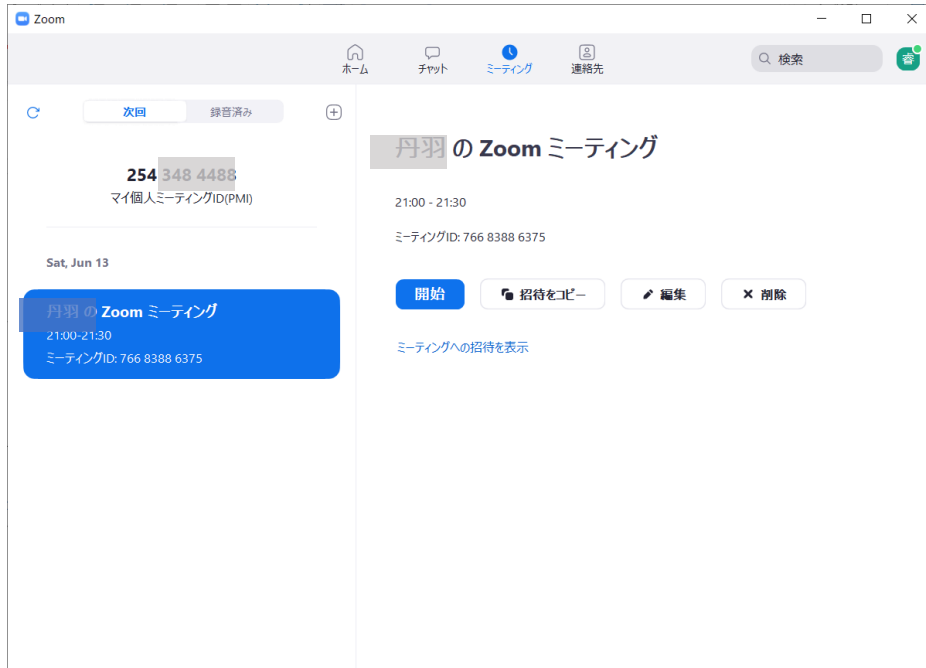 Zoom
ホーム
チャット
ミーティング
連絡先
検索
睿
次回
録音済み
254 348 4488
マイ個人ミーティングID(PMI)
Sat, Jun 13
丹羽 の Zoom ミーティング
21:00-21:30
ミーティングID: 766 8388 6375
丹羽 の Zoom ミーティング
21:00 - 21:30
ミーティングID: 766 8388 6375
開始
招待をコピー
編集
削除
ミーティングへの招待を表示